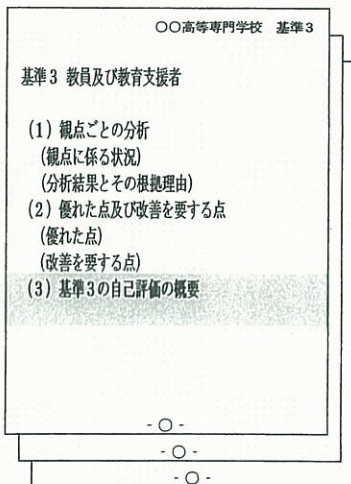 〇〇高等専門学校 基準3
基準3 教員及び教育支援者
(1) 観点ごとの分析
(観点に係る状況)
(分析結果とその根拠理由)
(2) 優れた点及び改善を要する点
(優れた点)
(改善を要する点)
(3) 基準3の自己評価の概要
- 〇 -
- 〇 -
- 〇 -